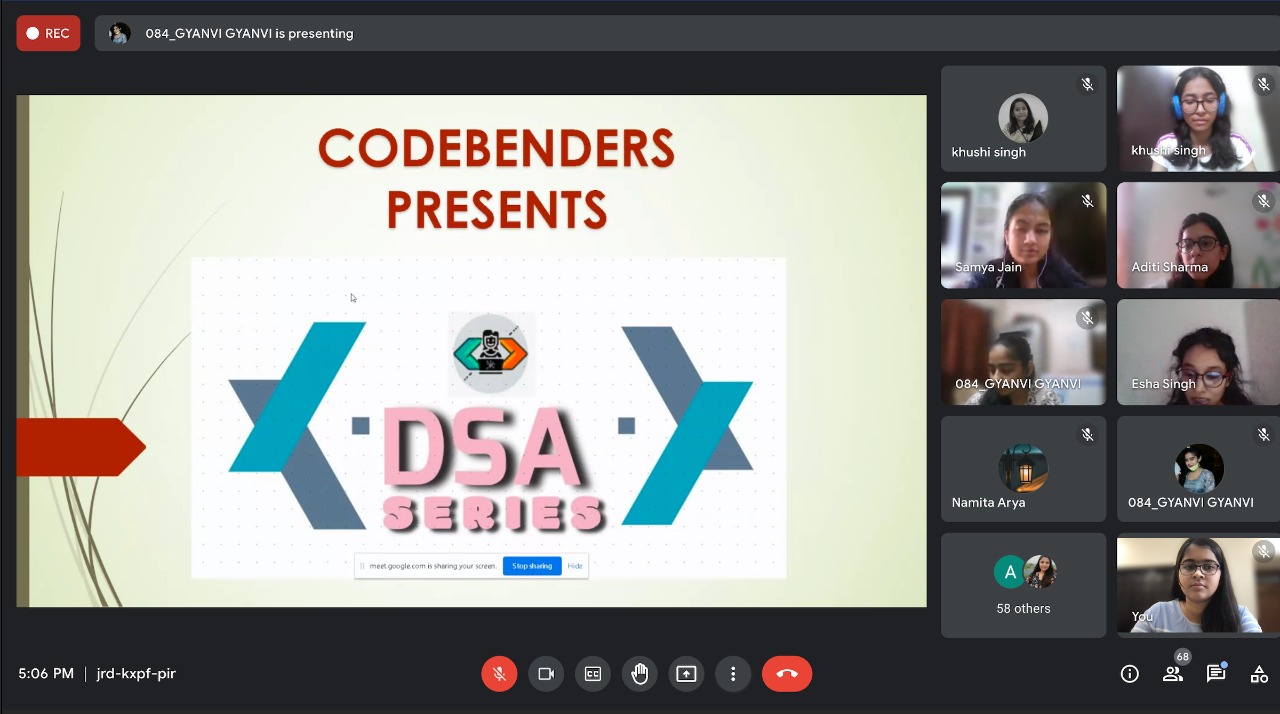 REC
084_GYANVI GYANVI is presenting
CODEBENDERS
PRESENTS
DSA
SERIES
meet.google.com is sharing your screen.
Stop sharing
Hide
khushi singh
khushi singh
Samya Jain
Aditi Sharma
084_GYANVI GYANVI
Esha Singh
Namita Arya
084_GYANVI GYANVI
A
58 others
You
5:06 PM | jrd-kxpf-pir
CC
68